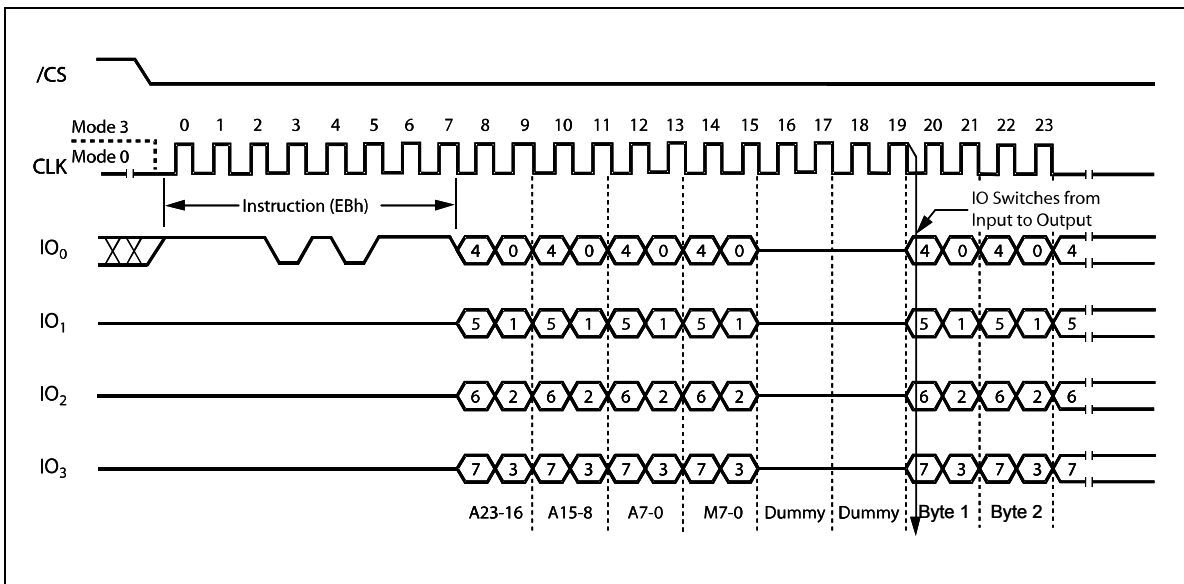 /CS
Mode 3
0 1 2 3 4 5 6 7 8 9 10 11 12 13 14 15 16 17 18 19 20 21 22 23
Mode 0
CLK
Instruction (EBh)
IO Switches from
Input to Output
IO0 4 0 4 0 4 0 4 0 4 0 4 0 4
IO1 5 1 5 1 5 1 5 1 5 1 5 1 5
IO2 6 2 6 2 6 2 6 2 6 2 6 2 6
IO3 7 3 7 3 7 3 7 3 7 3 7 3 7
A23-16 A15-8 A7-0 M7-0 Dummy Dummy Byte 1 Byte 2